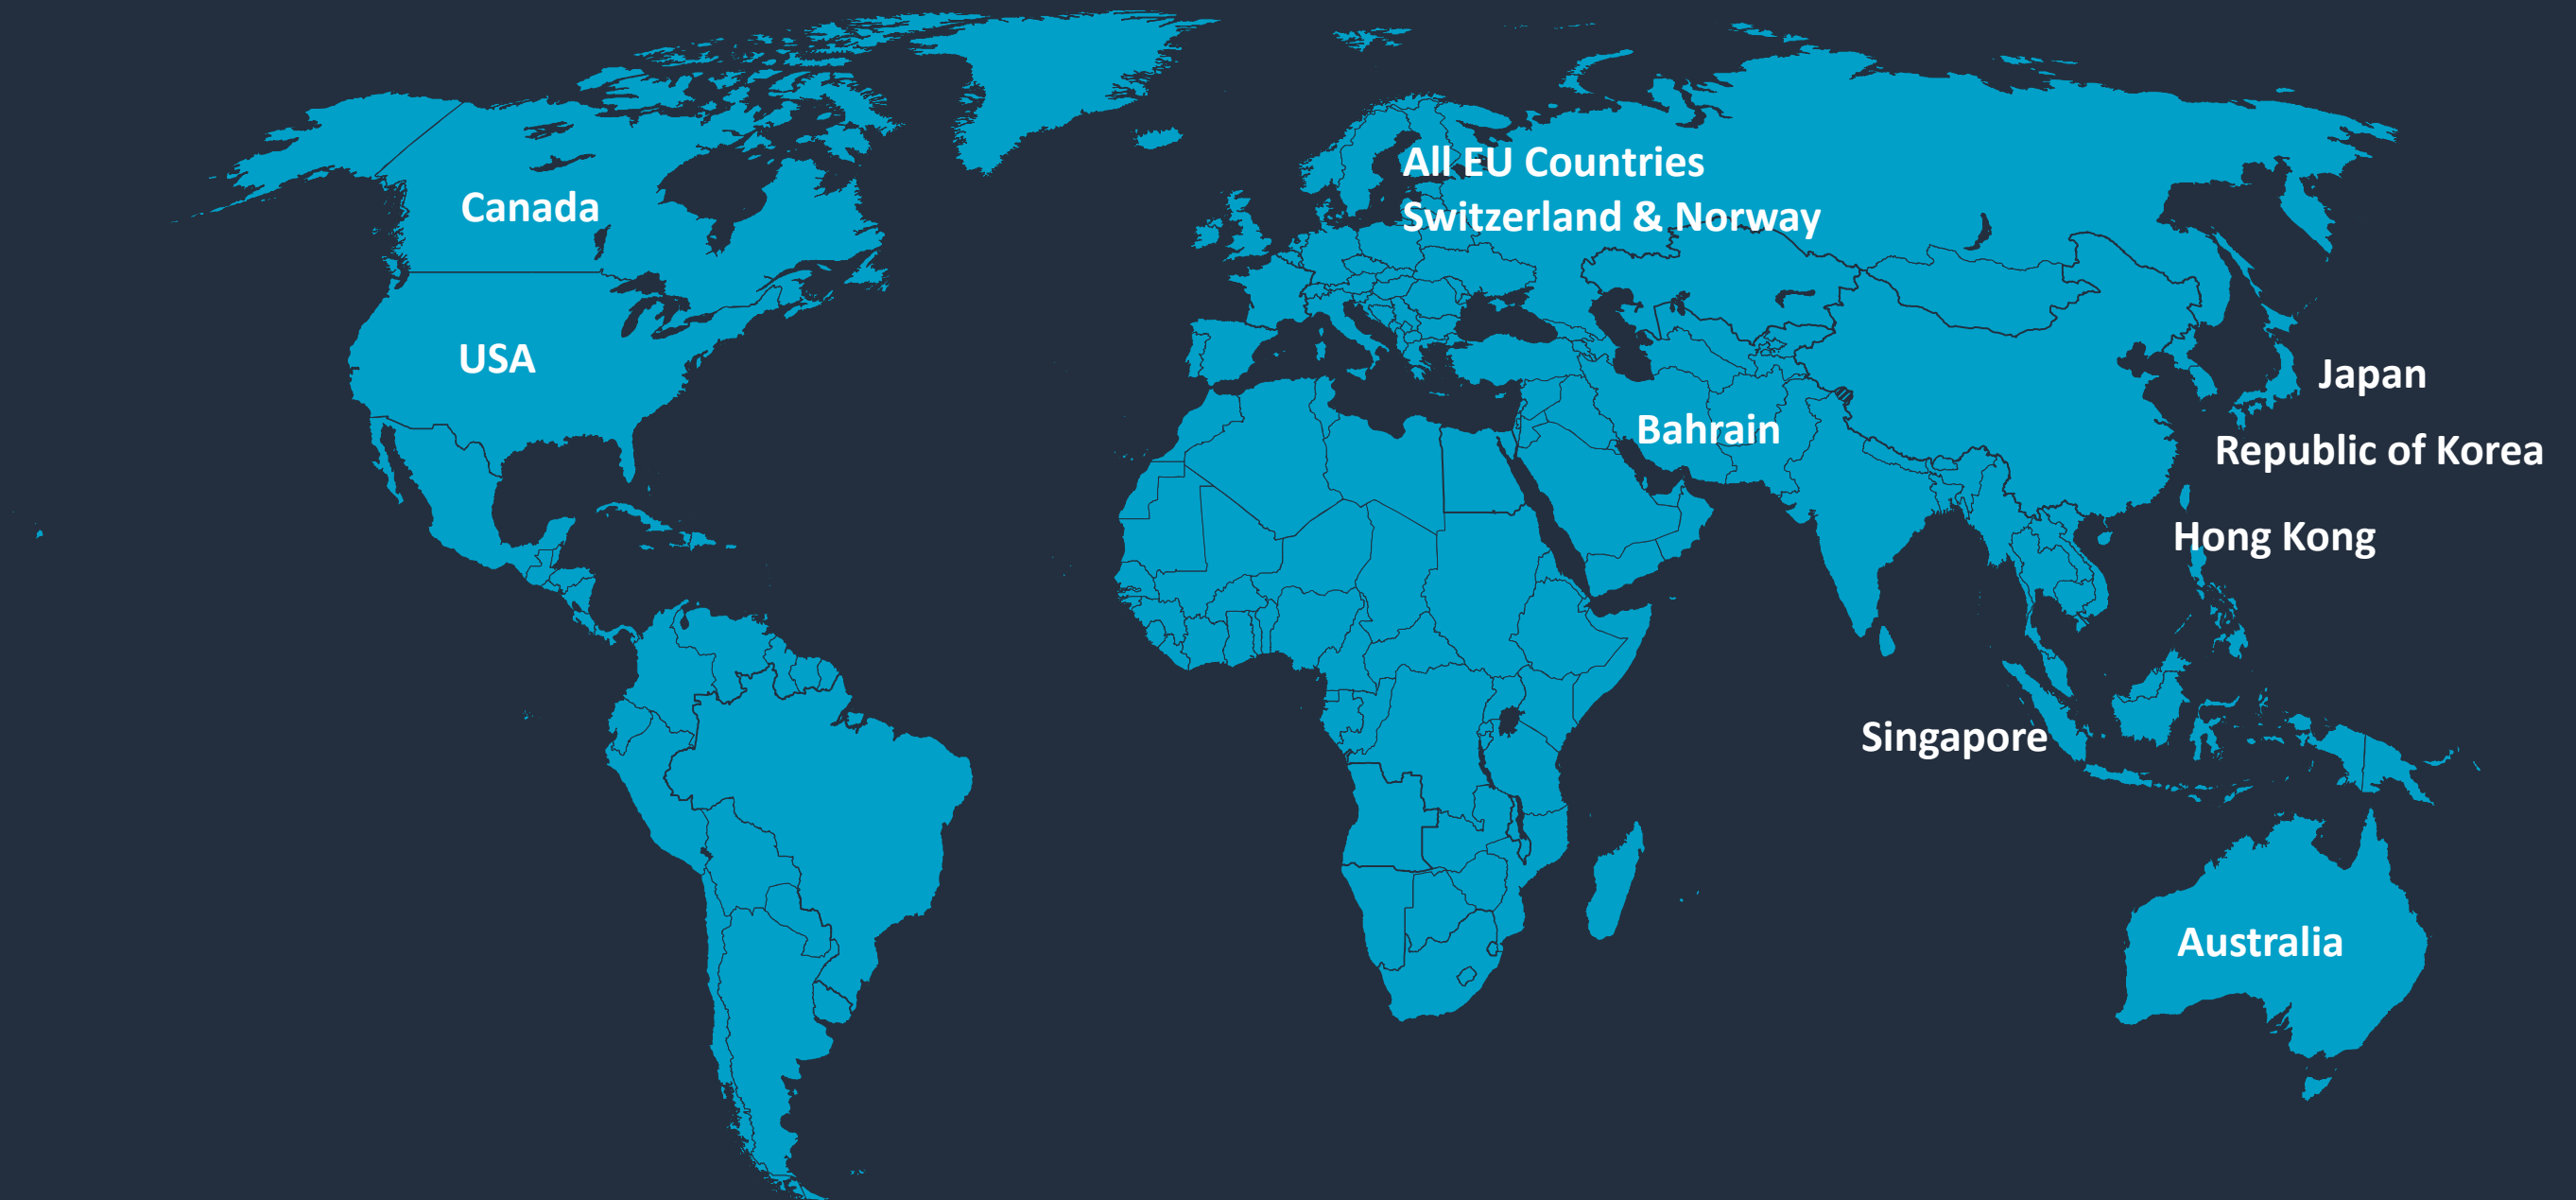 All EU Countries
Switzerland & Norway
Canada
USA
Japan
Bahrain
Republic of Korea
Hong Kong
Singapore
Australia